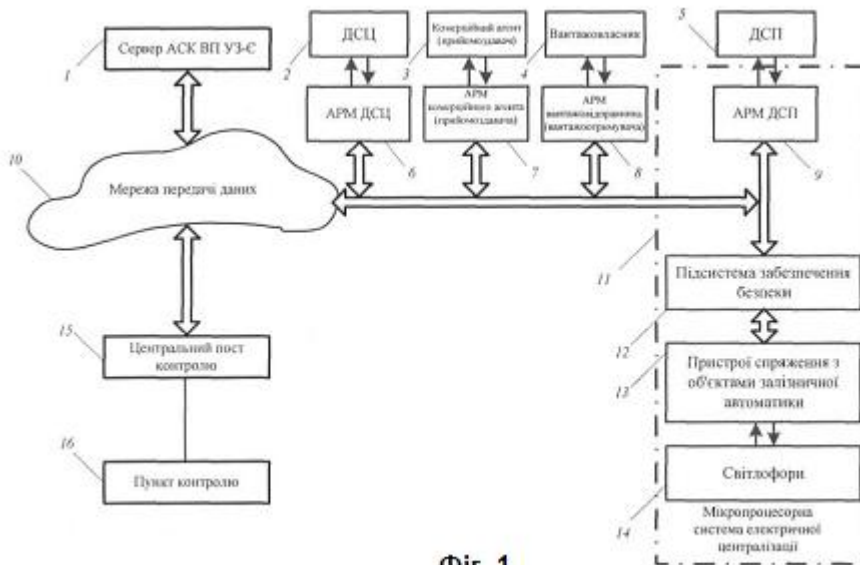 1
Сервер АСК ВП УЗ-Є
2
ДСЦ
3
Комерційний агент
(прийомоздавач)
4
Вантажовласник
5
ДСП
АРМ ДСЦ
6
АРМ
комерційного агента
(прийомоздавача)
7
АРМ
вантажовідправника
(вантажоотримувача)
8
АРМ ДСП
9
10
Мережа передачі даних
11
Підсистема забезпечення
безпеки
12
15
Центральний пост
контролю
Пристрої спряження з
об'єктами залізничної
автоматики
13
16
Пункт контролю
Світлофори
14
Мікропроцесорна
система електричної
централізації
Фіг. 1